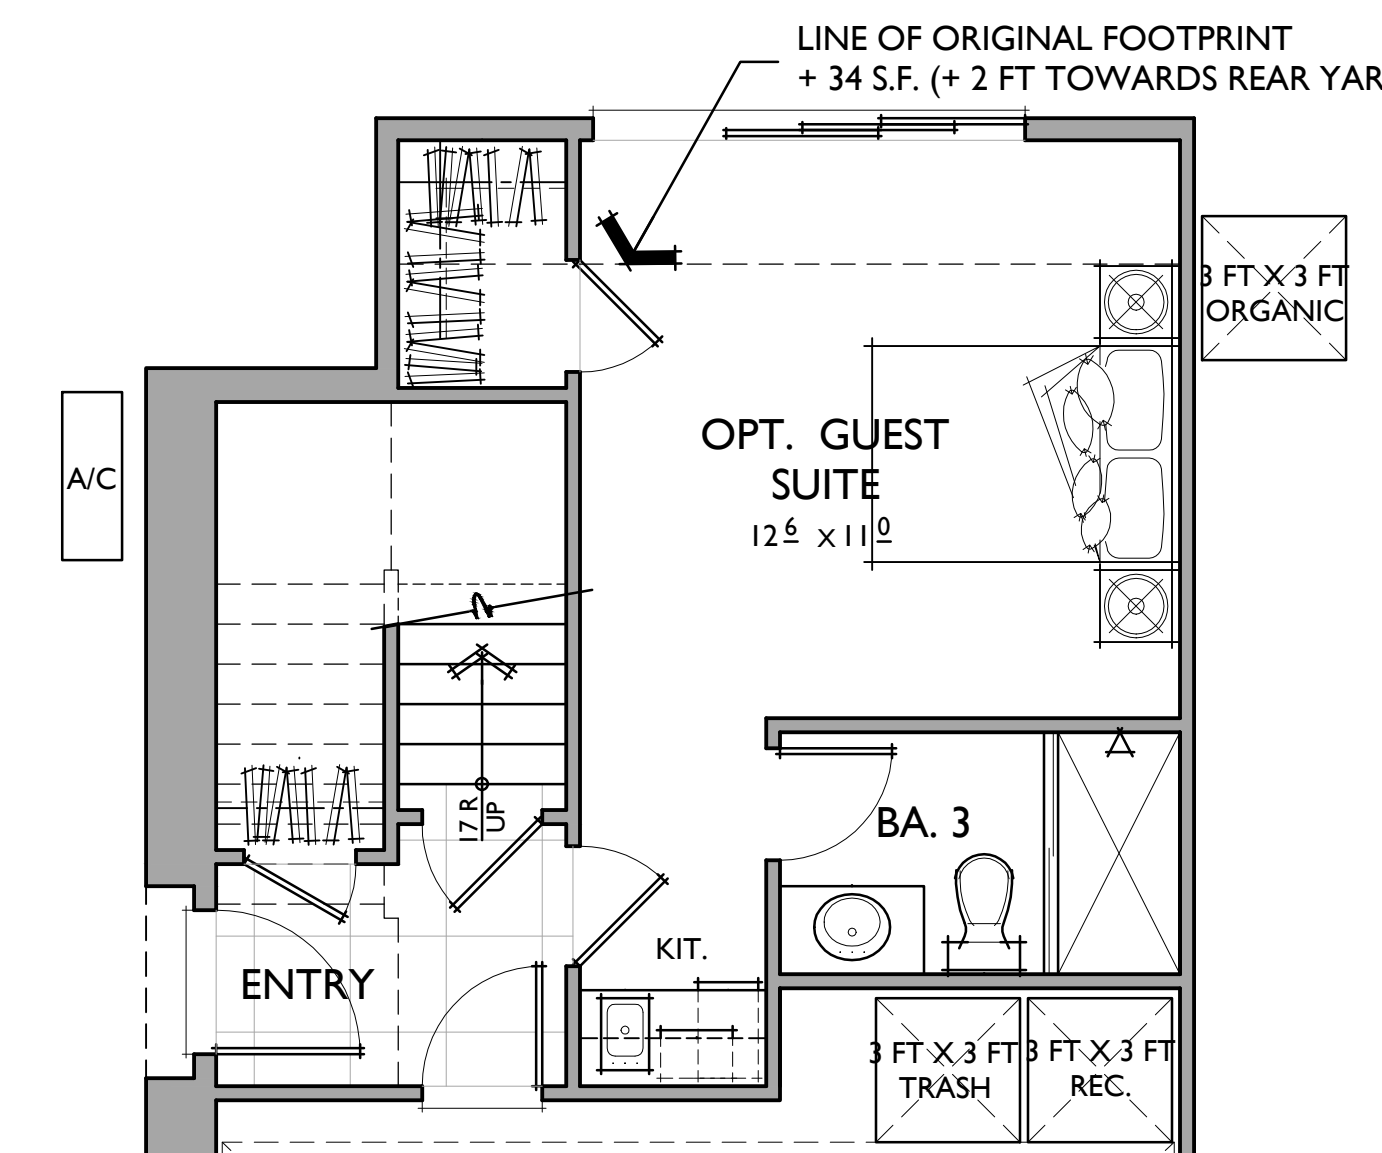 LINE OF ORIGINAL FOOTPRINT
+ 34 S.F. (+ 2 FT TOWARDS REAR YAR
3 FT X 3 FT
ORGANIC
A/C
OPT. GUEST
SUITE
12 6 X 11 0
17 R
UP
BA. 3
KIT.
ENTRY
3 FT X 3 FT
TRASH
3 FT X 3 FT
REC.